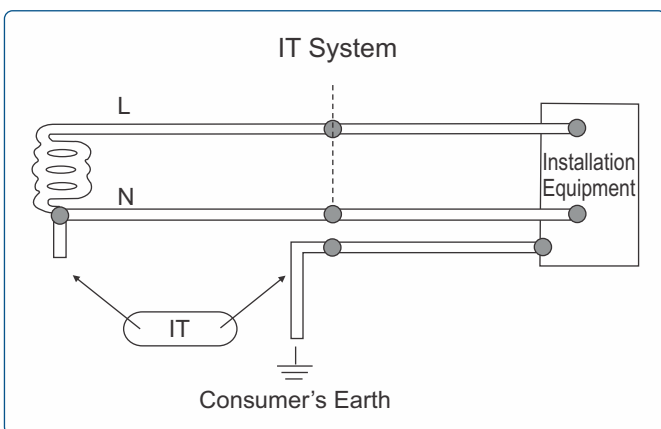 IT System
L
Installation
Equipment
N
IT
Consumer's Earth